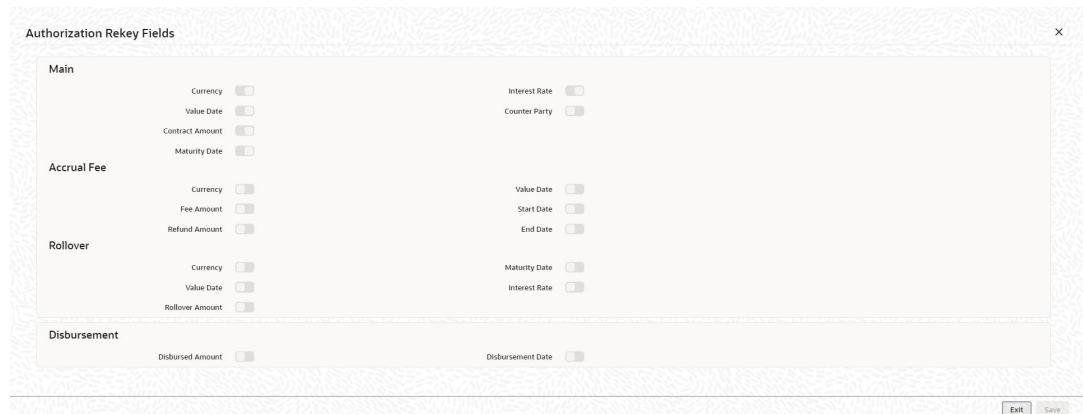 Authorization Rekey Fields
Main
Currency Interest Rate
Value Date Counter Party
Contract Amount
Maturity Date
Accrual Fee
Currency Value Date
Fee Amount Start Date
Refund Amount End Date
Rollover
Currency Maturity Date
Value Date Interest Rate
Rollover Amount
Disbursement
Disbursed Amount Disbursement Date
Exit Save